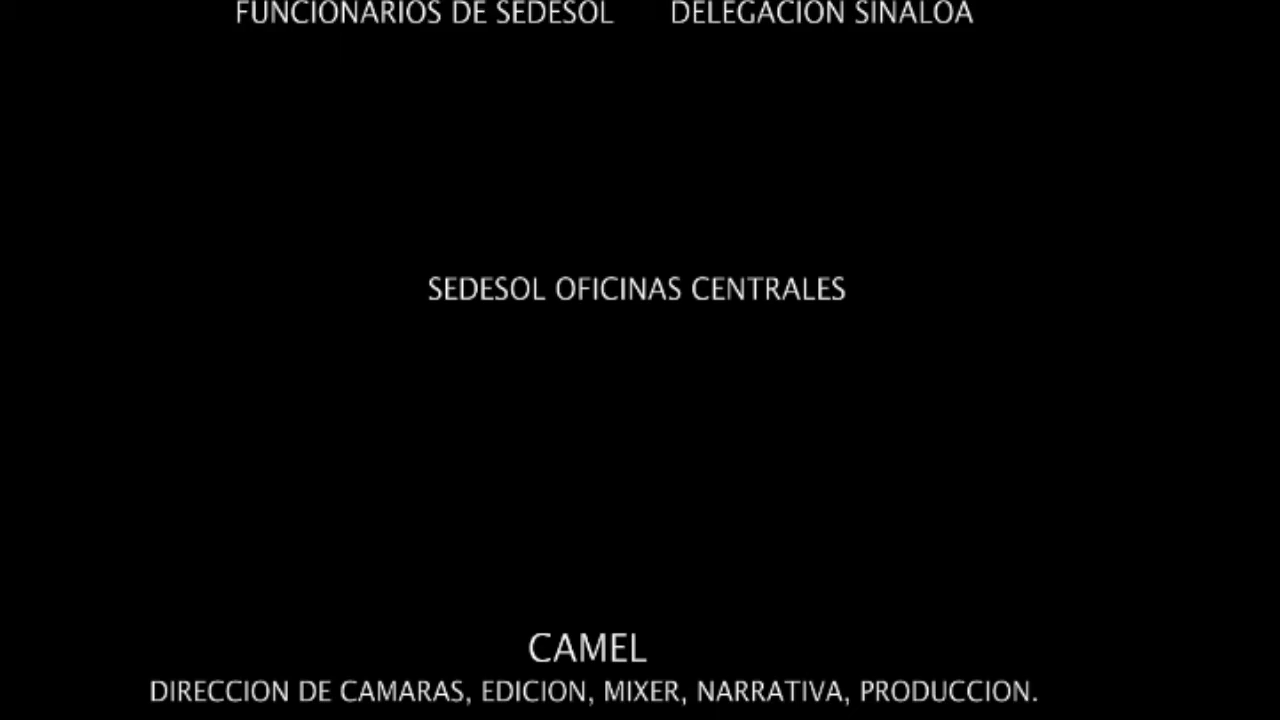 FUNCIONARIOS DE SEDESOL DELEGACION SINALOA
SEDESOL OFICINAS CENTRALES
CAMEL
DIRECCION DE CAMARAS, EDICION, MIXER, NARRATIVA, PRODUCCION.